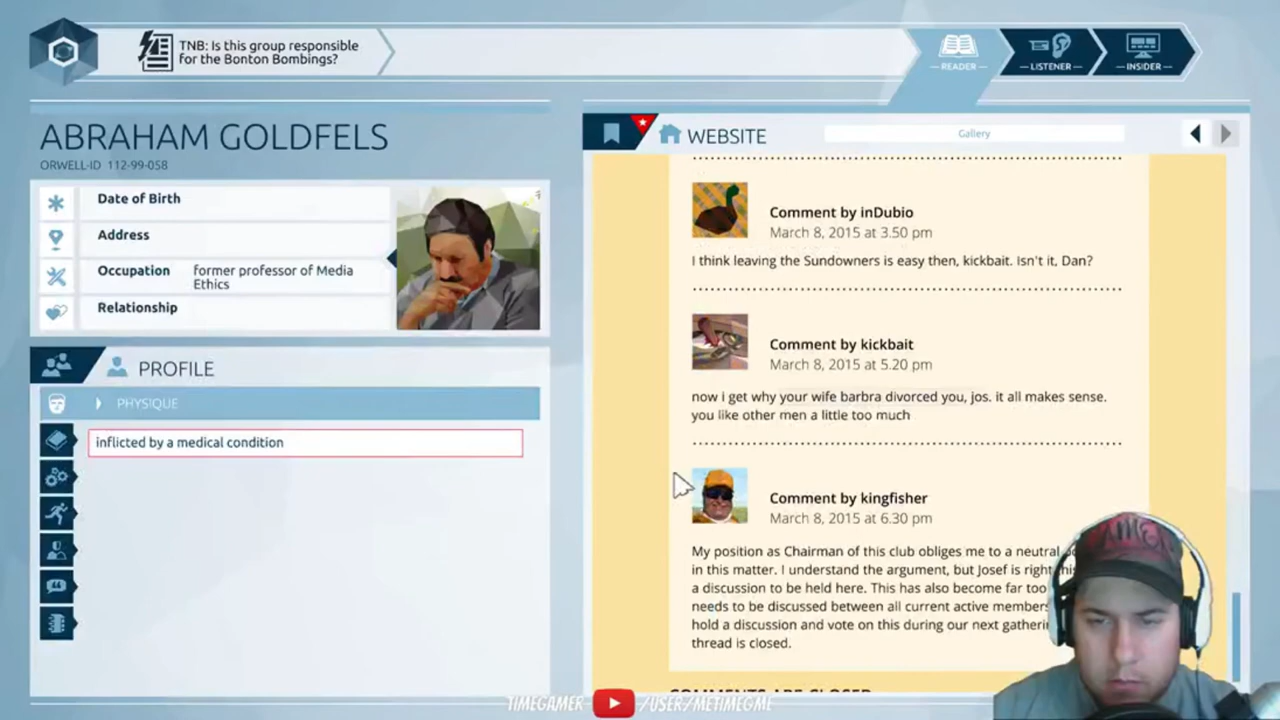 TNB: Is this group responsible
for the Bonton Bombings?
— READER —
— LISTENER —
— INSIDER —
ABRAHAM GOLDFELS
ORWELL-ID 112-99-058
Date of Birth
Address
Occupation former professor of Media
Ethics
Relationship
PROFILE
PHYSIQUE
inflicted by a medical condition
WEBSITE
Gallery
Comment by inDubio
March 8, 2015 at 3.50 pm
I think leaving the Sundowners is easy then, kickbait. Isn't it, Dan?
Comment by kickbait
March 8, 2015 at 5.20 pm
now i get why your wife barbra divorced you, jos. it all makes sense.
you like other men a little too much
Comment by kingfisher
March 8, 2015 at 6.30 pm
My position as Chairman of this club obliges me to a neutral
in this matter. I understand the argument, but Josef is right
a discussion to be held here. This has also become far too
needs to be discussed between all current active members
hold a discussion and vote on this during our next
thread is closed.
COMMENTS ARE CLOSED
TIMEGAMER /USER/METIMEGME